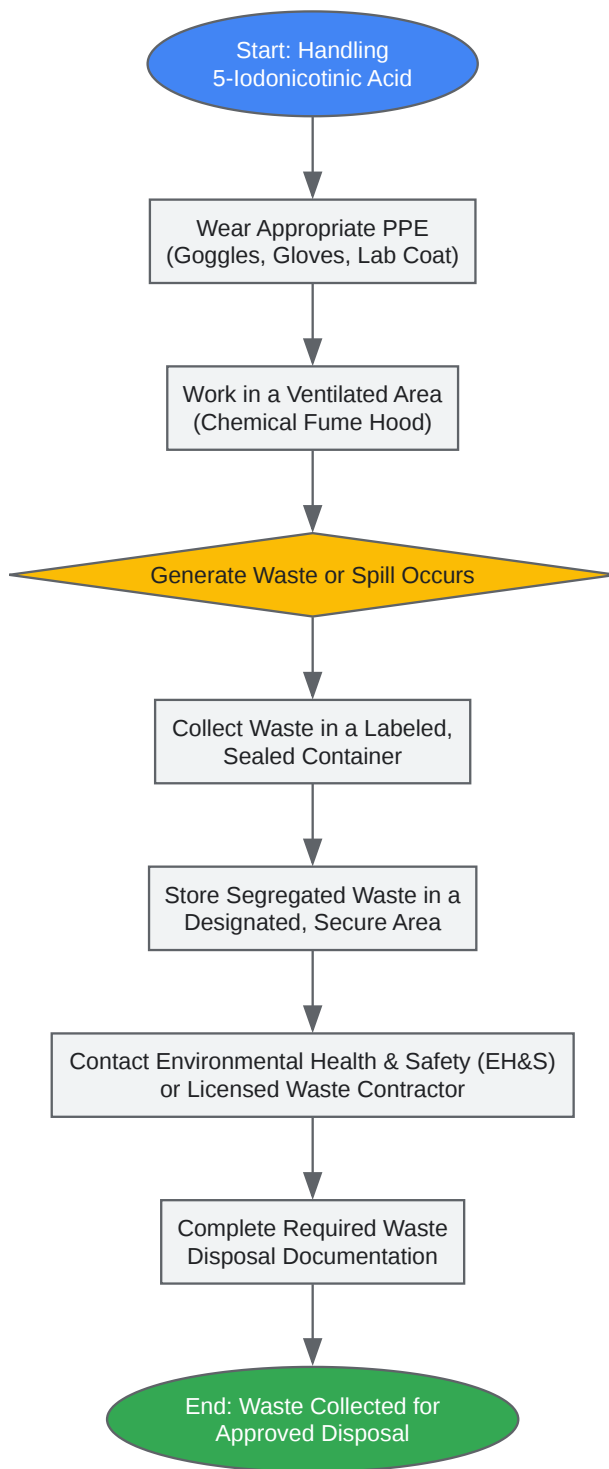 Start: Handling
5-Iodonicotinic Acid
Wear Appropriate PPE
(Goggles, Gloves, Lab Coat)
Work in a Ventilated Area
(Chemical Fume Hood)
Generate Waste or Spill Occurs
Collect Waste in a Labeled,
Sealed Container
Store Segregated Waste in a
Designated, Secure Area
Contact Environmental Health & Safety (EH&S)
or Licensed Waste Contractor
Complete Required Waste
Disposal Documentation
End: Waste Collected for
Approved Disposal